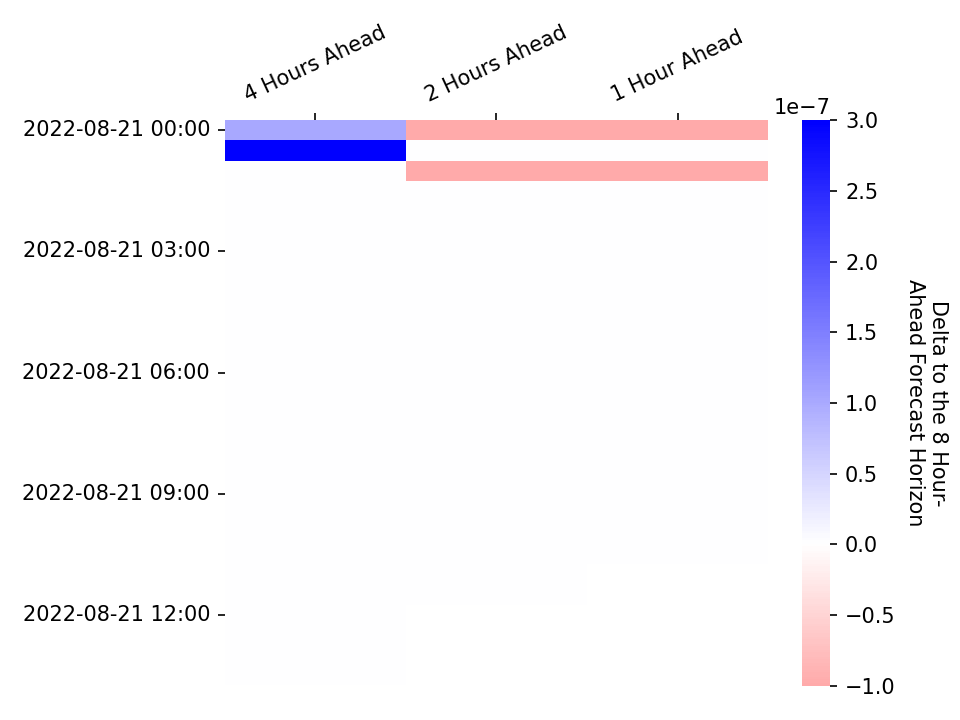 4 Hours Ahead
2 Hours Ahead
1 Hour Ahead
1e−7
2022-08-21 00:00
2022-08-21 03:00
2022-08-21 06:00
2022-08-21 09:00
2022-08-21 12:00
3.0
2.5
2.0
1.5
1.0
0.5
0.0
−0.5
−1.0
Delta to the 8 Hour-
Ahead Forecast Horizon